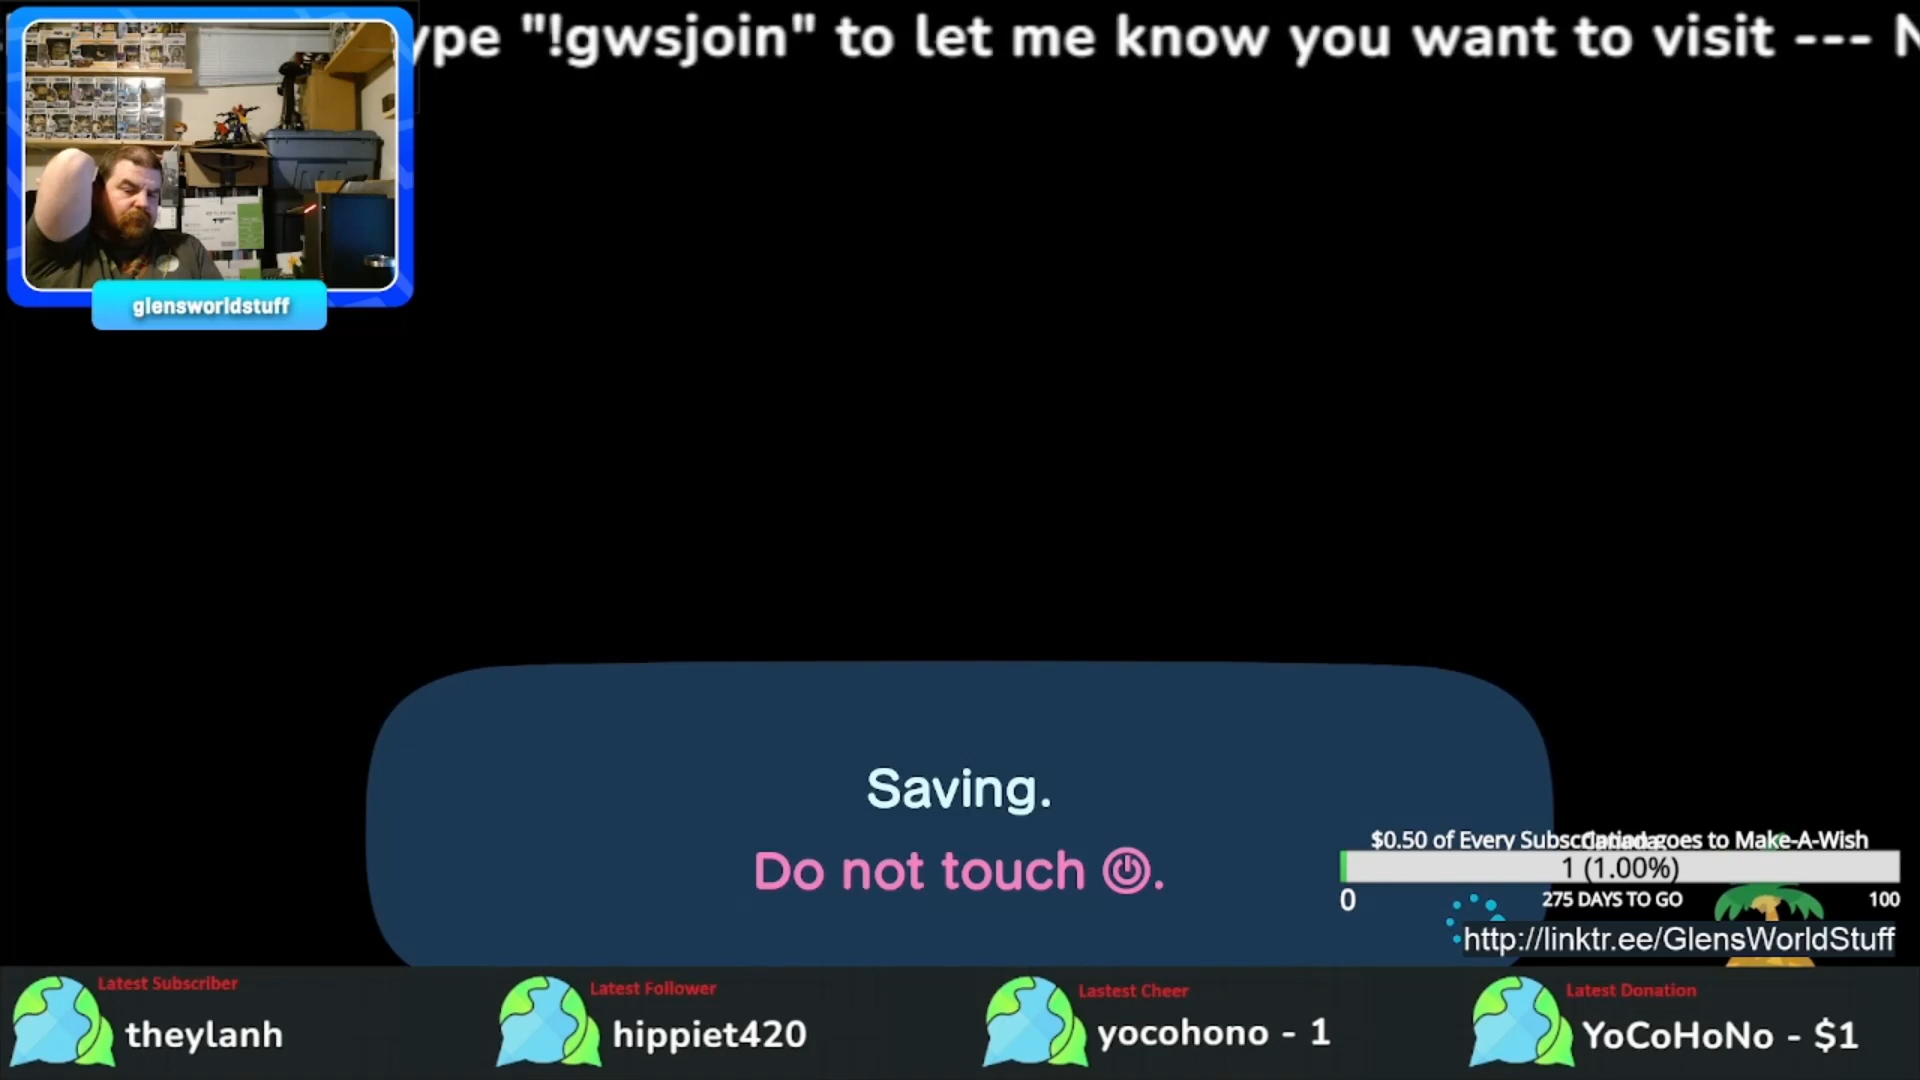 ype "!gwsjoin" to let me know you want to visit --- N
glensworldstuff
Saving.
Do not touch ⏻.
$0.50 of Every Subscription goes to Make-A-Wish
1 (1.00%)
0 275 DAYS TO GO 100
http://linktr.ee/GlensWorldStuff
Latest Subscriber
theylanh
Latest Follower
hippiet420
Lastest Cheer
yocohono - 1
Latest Donation
YoCoHoNo - $1